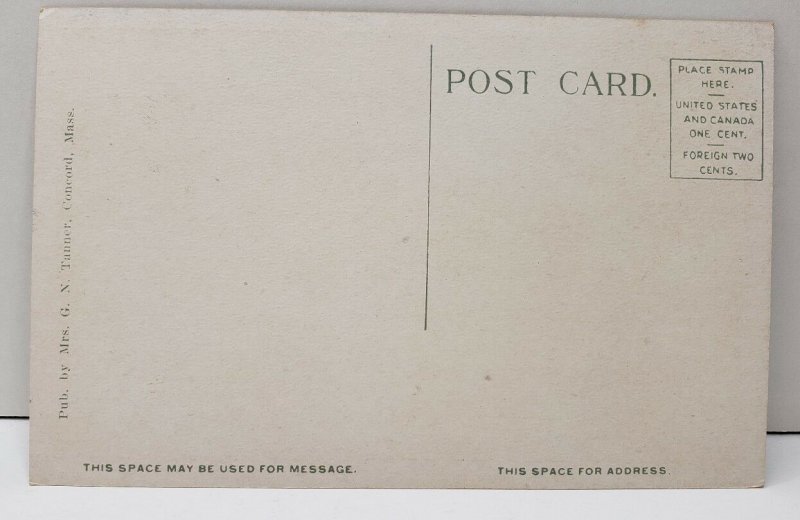 POST CARD.
PLACE STAMP
HERE.
UNITED STATES
AND CANADA
ONE CENT.
FOREIGN TWO
CENTS.
Pub. by Mrs. G. N. Tanner, Concord, Mass.
THIS SPACE MAY BE USED FOR MESSAGE.
THIS SPACE FOR ADDRESS.